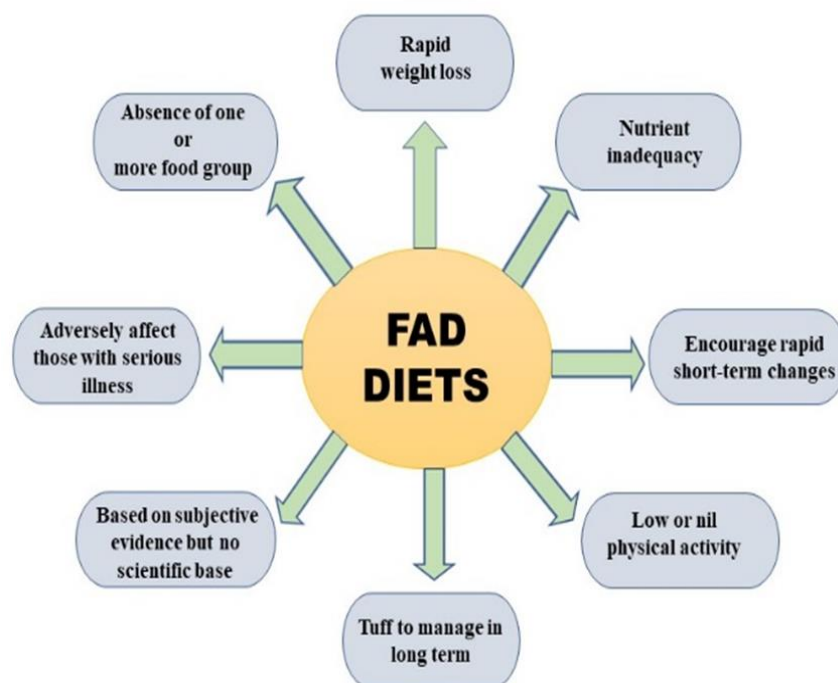 Rapid
weight loss
Absence of one
or
more food group
Nutrient
inadequacy
FAD
DIETS
Adversely affect
those with serious
illness
Encourage rapid
short-term changes
Based on subjective
evidence but no
scientific base
Low or nil
physical activity
Tuff to manage in
long term